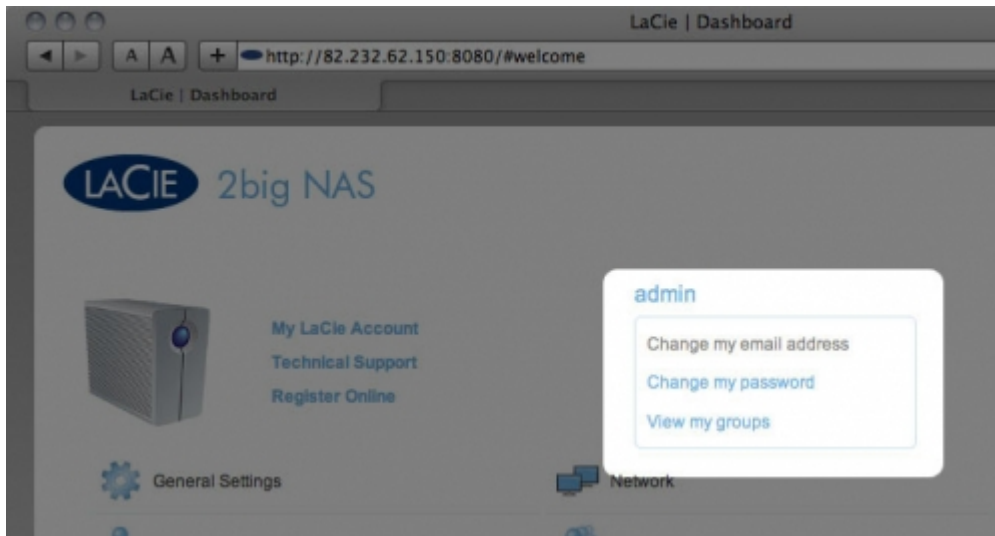 LaCie | Dashboard
A A + http://82.232.62.150:8080/#welcome
LaCie | Dashboard
LACIE 2big NAS
admin
Change my email address
Change my password
View my groups
My LaCie Account
Technical Support
Register Online
General Settings
Network